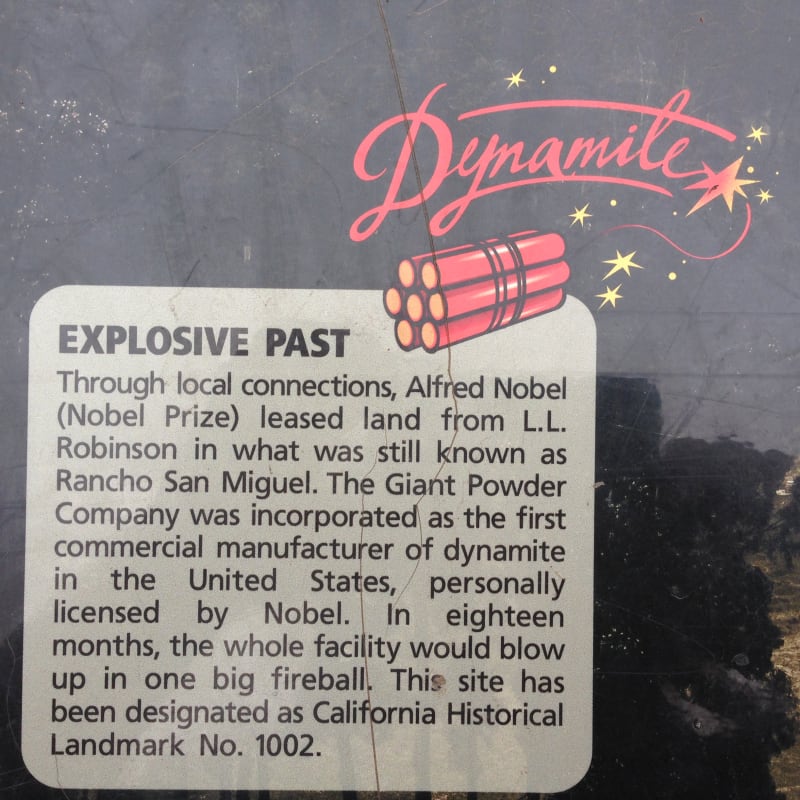 Dynamite
EXPLOSIVE PAST
Through local connections, Alfred Nobel
(Nobel Prize) leased land from L.L.
Robinson in what was still known as
Rancho San Miguel. The Giant Powder
Company was incorporated as the first
commercial manufacturer of dynamite
in the United States, personally
licensed by Nobel. In eighteen
months, the whole facility would blow
up in one big fireball. This site has
been designated as California Historical
Landmark No. 1002.